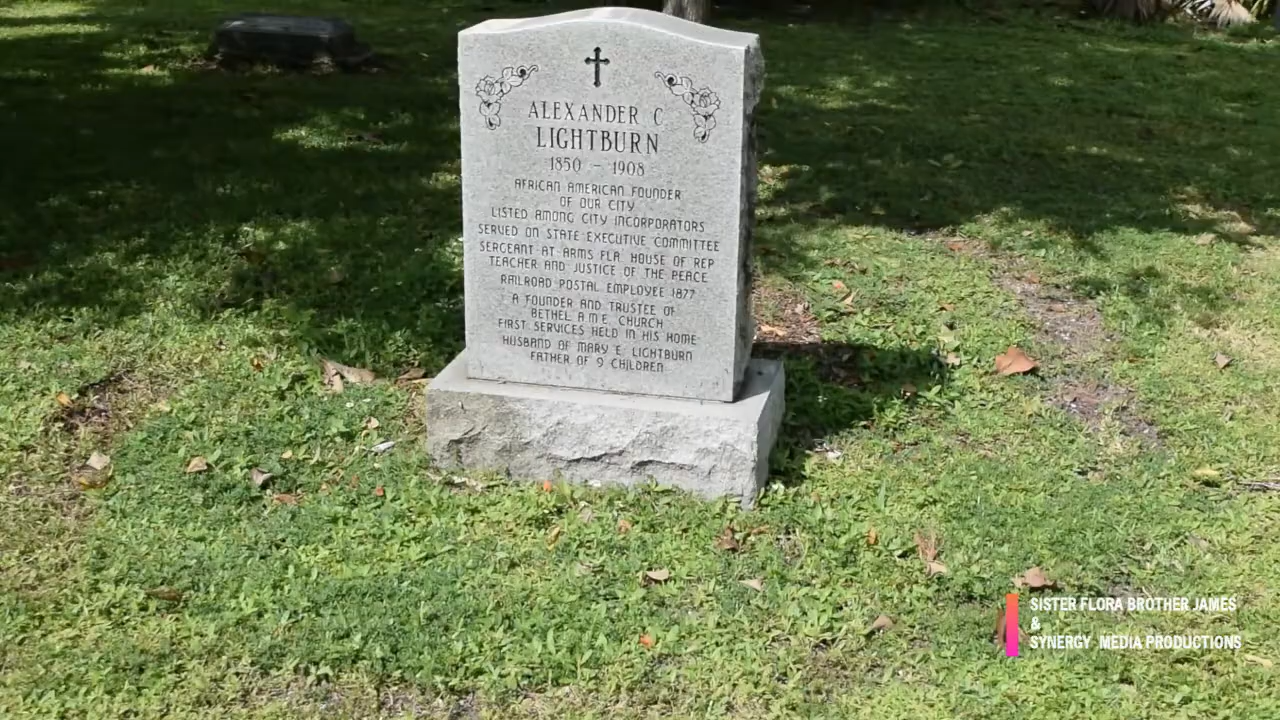 ALEXANDER C
LIGHTBURN
1850 - 1908
AFRICAN AMERICAN FOUNDER
OF OUR CITY
LISTED AMONG CITY INCORPORATORS
SERVED ON STATE EXECUTIVE COMMITTEE
SERGEANT AT ARMS FLA HOUSE OF REP
TEACHER AND JUSTICE OF THE PEACE
RAILROAD POSTAL EMPLOYEE 1877
A FOUNDER AND TRUSTEE OF
BETHEL A.M.E. CHURCH
FIRST SERVICES HELD IN HIS HOME
HUSBAND OF MARY E. LIGHTBURN
FATHER OF 9 CHILDREN
SISTER FLORA BROTHER JAMES
&
SYNERGY MEDIA PRODUCTIONS